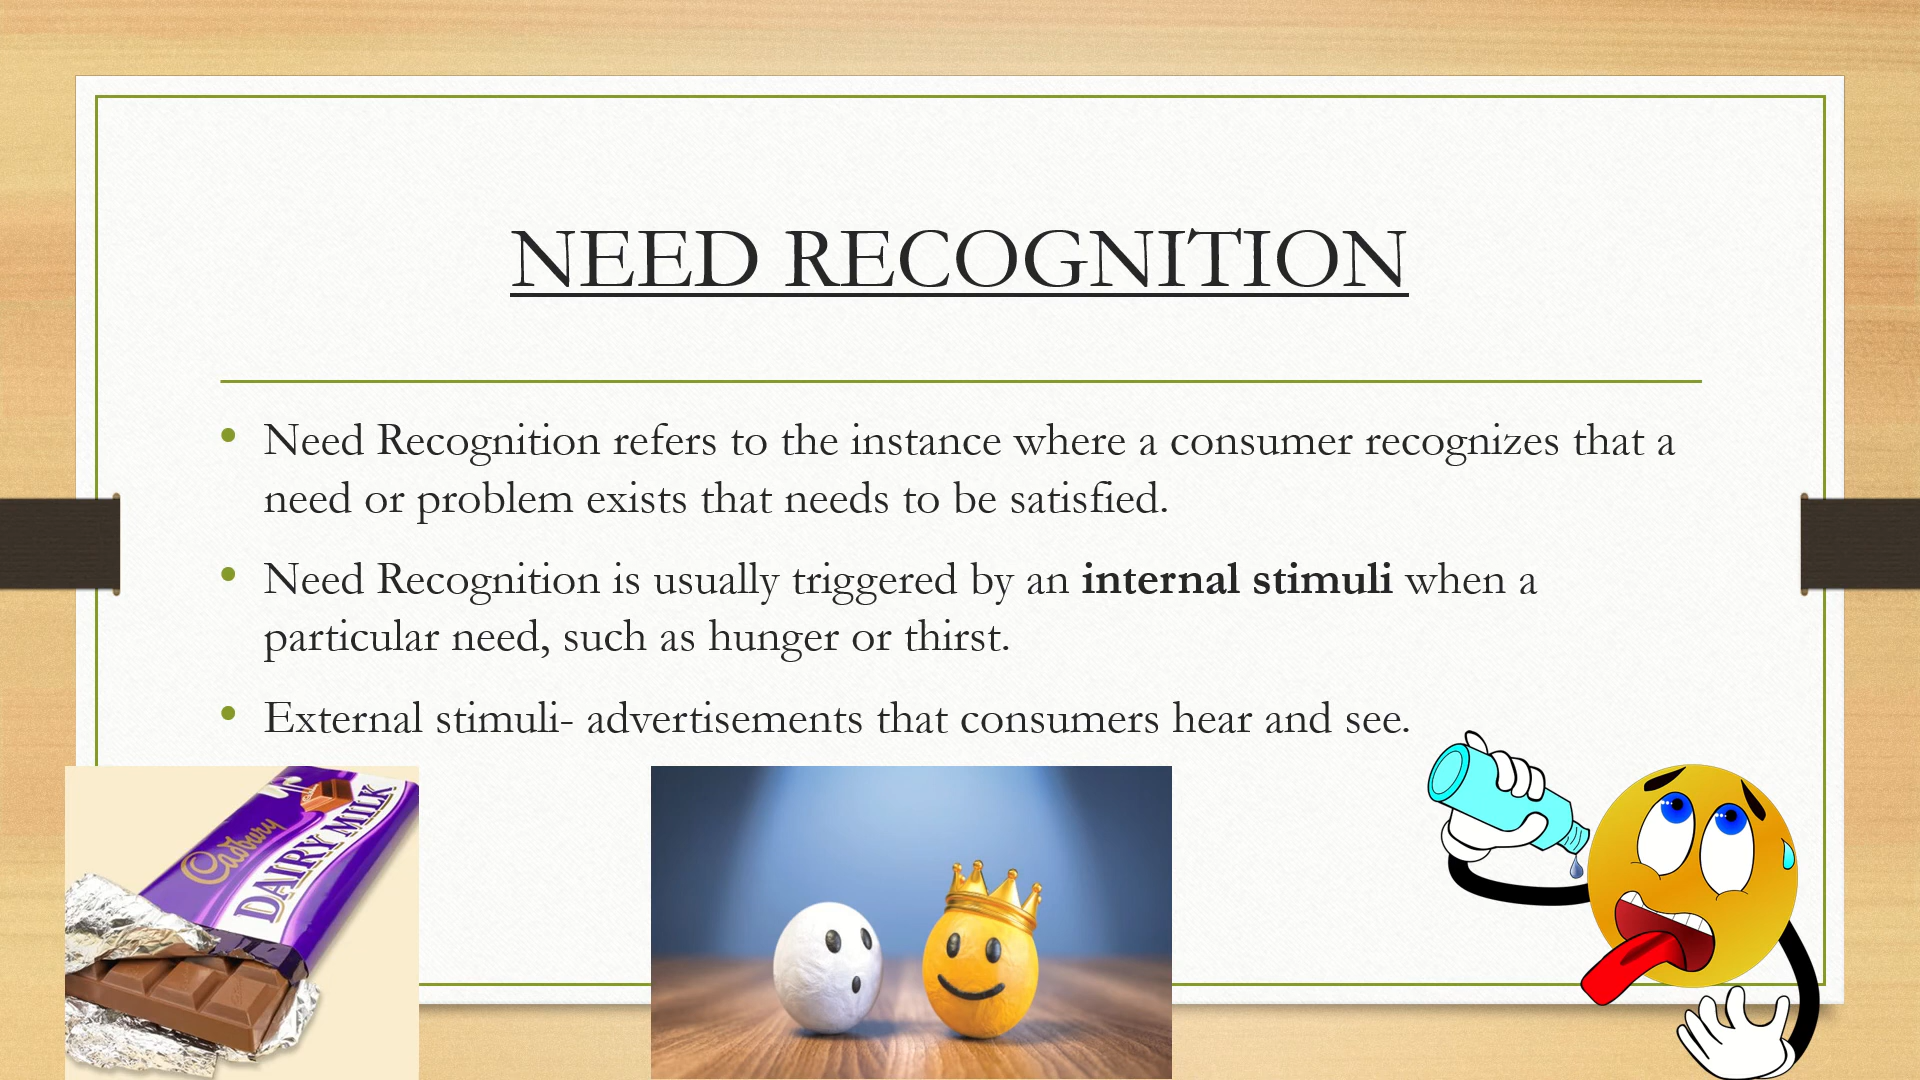 NEED RECOGNITION
• Need Recognition refers to the instance where a consumer recognizes that a
need or problem exists that needs to be satisfied.
• Need Recognition is usually triggered by an internal stimuli when a
particular need, such as hunger or thirst.
• External stimuli- advertisements that consumers hear and see.
Cadbury
DAIRY MILK